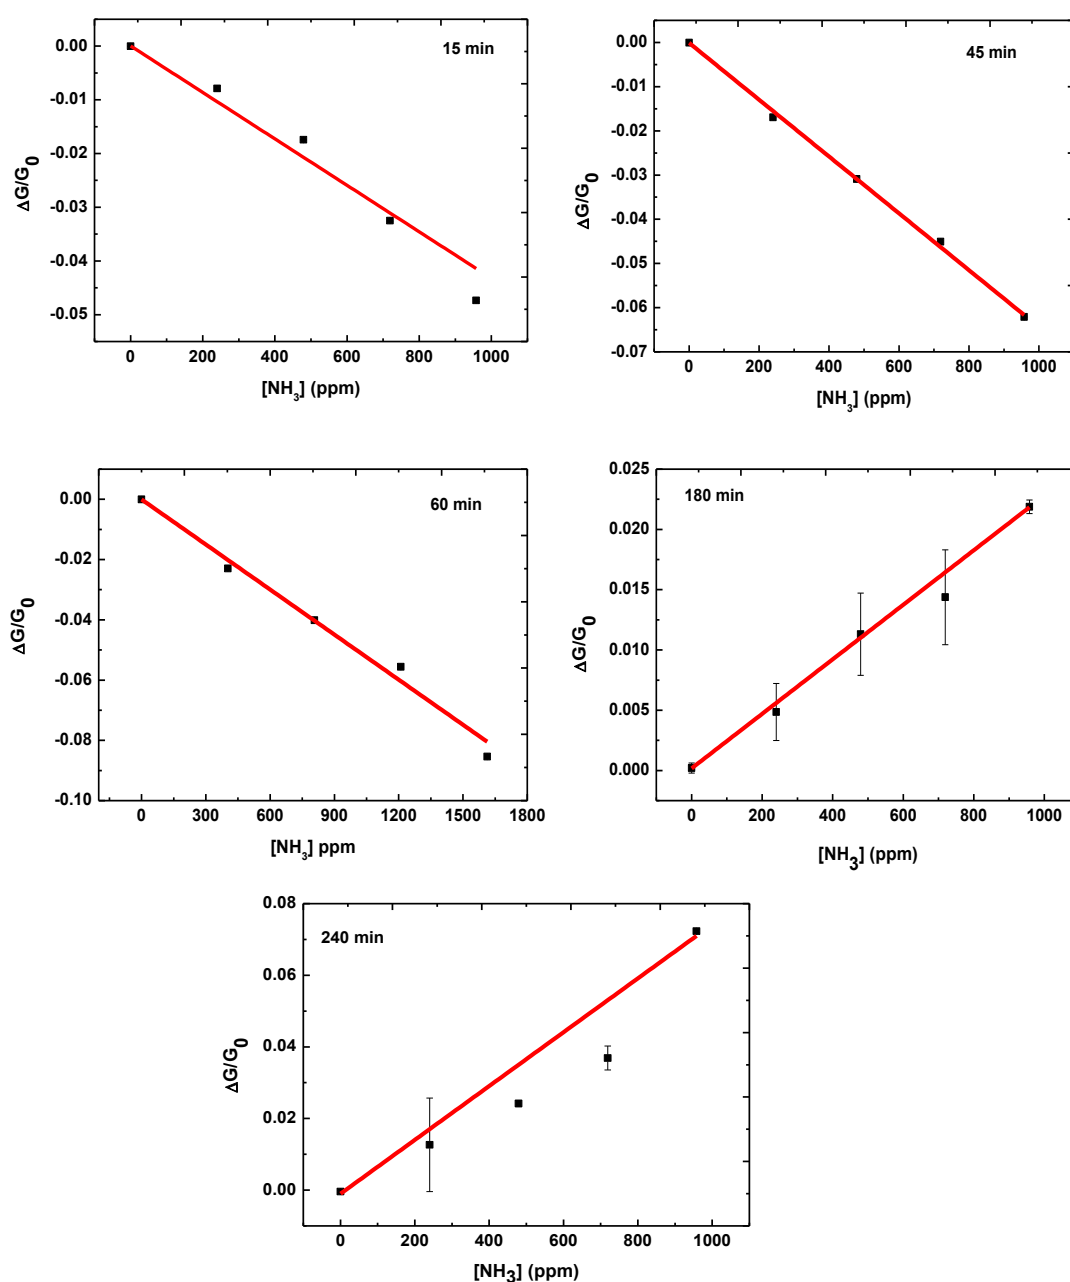 15 min
0.00
-0.01
-0.02
-0.03
-0.04
-0.05
ΔG/G0
0 200 400 600 800 1000
[NH3] (ppm)
45 min
0.00
-0.01
-0.02
-0.03
-0.04
-0.05
-0.06
-0.07
ΔG/G0
0 200 400 600 800 1000
[NH3] (ppm)
60 min
0.00
-0.02
-0.04
-0.06
-0.08
-0.10
ΔG/G0
0 300 600 900 1200 1500 1800
[NH3] ppm
180 min
0.025
0.020
0.015
0.010
0.005
0.000
ΔG/G0
0 200 400 600 800 1000
[NH3] (ppm)
240 min
0.08
0.06
0.04
0.02
0.00
ΔG/G0
0 200 400 600 800 1000
[NH3] (ppm)